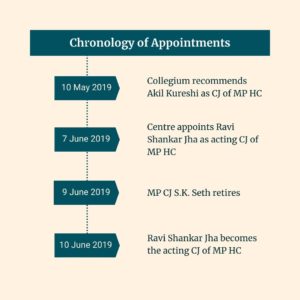 Chronology of Appointments
10 May 2019
Collegium recommends
Akil Kureshi as CJ of MP HC
7 June 2019
Centre appoints Ravi
Shankar Jha as acting CJ of
MP HC
9 June 2019
MP CJ S.K. Seth retires
10 June 2019
Ravi Shankar Jha becomes
the acting CJ of MP HC